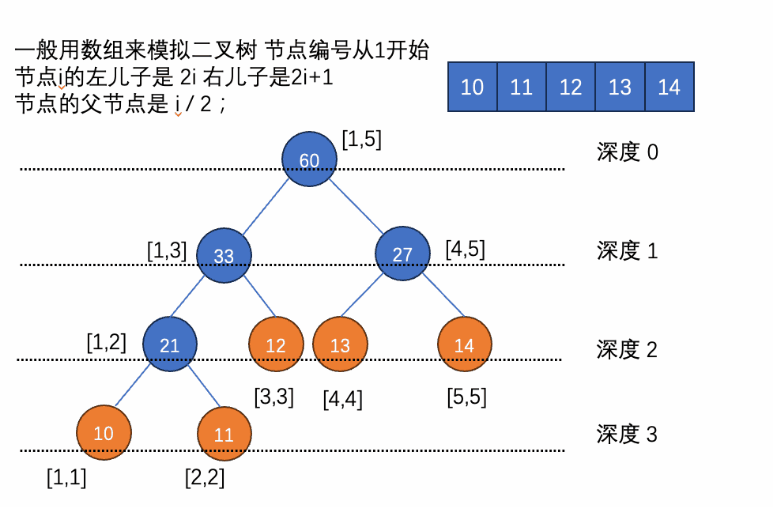 一般用数组来模拟二叉树 节点编号从1开始
节点i的左儿子是 2i 右儿子是2i+1
节点的父节点是 i / 2 ；
10 11 12 13 14
60 [1,5] 深度 0
[1,3] 33 27 [4,5] 深度 1
[1,2] 21 12 13 14 深度 2
[3,3] [4,4] [5,5]
10 11 深度 3
[1,1] [2,2]